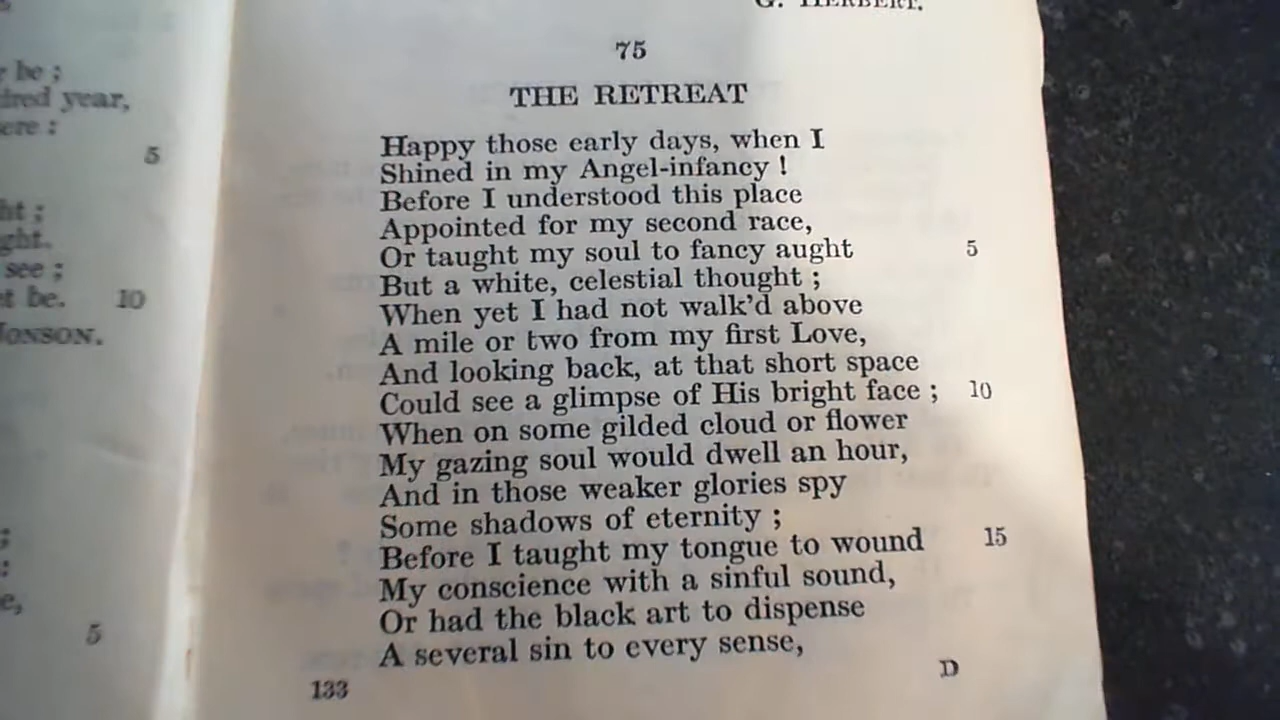 be ;
year,
5
see ;
be. 10
G. HERBERT.
75
THE RETREAT
Happy those early days, when I
Shined in my Angel-infancy !
Before I understood this place
Appointed for my second race,
Or taught my soul to fancy aught 5
But a white, celestial thought ;
When yet I had not walk'd above
A mile or two from my first Love,
And looking back, at that short space
Could see a glimpse of His bright face ; 10
When on some gilded cloud or flower
My gazing soul would dwell an hour,
And in those weaker glories spy
Some shadows of eternity ;
Before I taught my tongue to wound 15
My conscience with a sinful sound,
Or had the black art to dispense
A several sin to every sense,
133 D
5